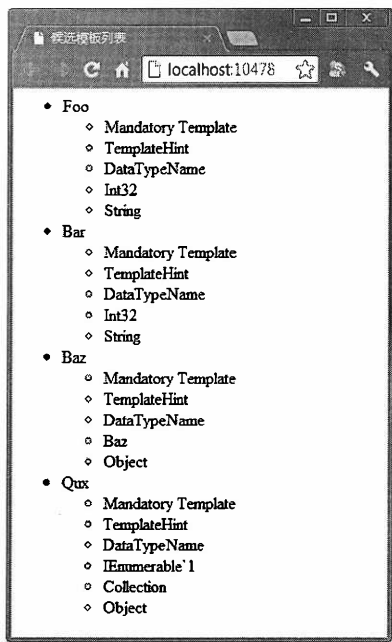 候选模板列表
localhost:10478
Foo
Mandatory Template
TemplateHint
DataTypeName
Int32
String
Bar
Mandatory Template
TemplateHint
DataTypeName
Int32
String
Baz
Mandatory Template
TemplateHint
DataTypeName
Baz
Object
Qux
Mandatory Template
TemplateHint
DataTypeName
IEnumerable`1
Collection
Object